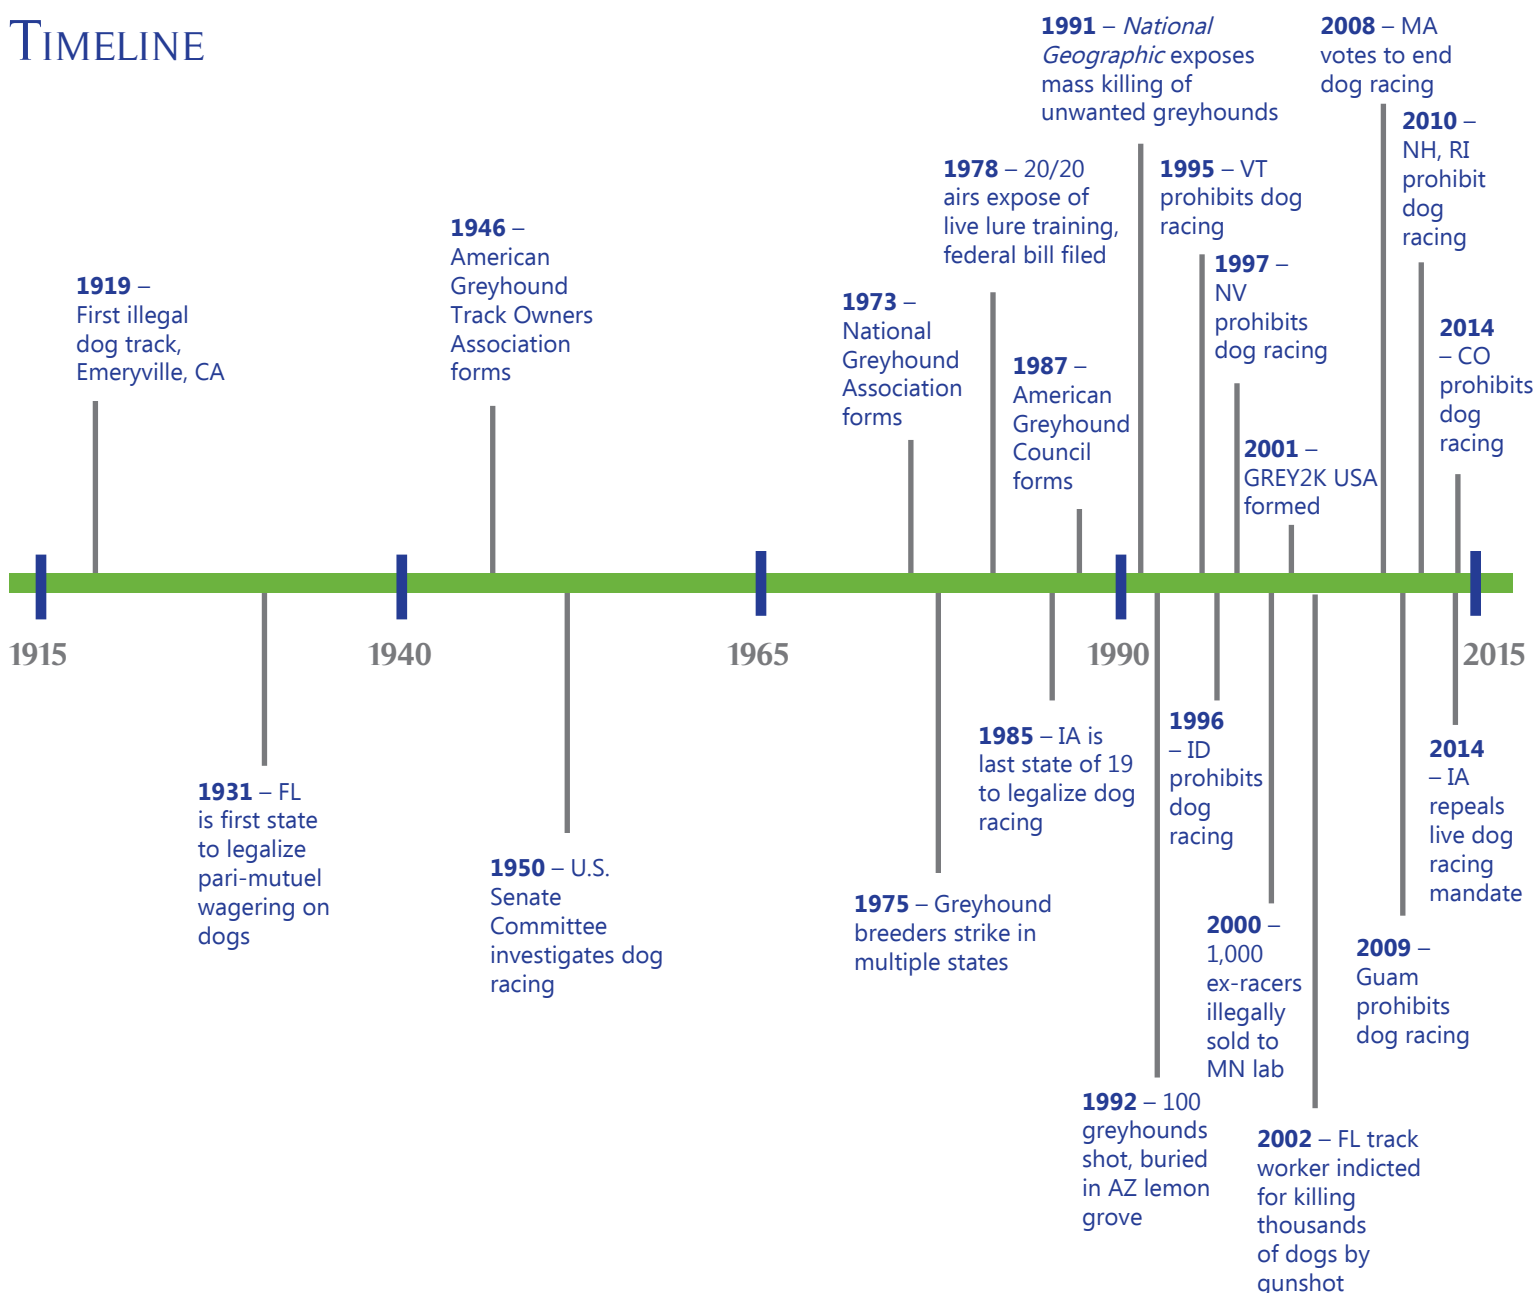 TIMELINE
1919 –
First illegal
dog track,
Emeryville, CA
1946 –
American
Greyhound
Track Owners
Association
forms
1973 –
National
Greyhound
Association
forms
1978 – 20/20
airs expose of
live lure training,
federal bill filed
1987 –
American
Greyhound
Council
forms
1991 – National
Geographic exposes
mass killing of
unwanted greyhounds
1995 – VT
prohibits dog
racing
1997 –
NV
prohibits
dog racing
2001 –
GREY2K USA
formed
2008 – MA
votes to end
dog racing
2010 –
NH, RI
prohibit
dog
racing
2014
– CO
prohibits
dog
racing
1915
1940
1965
1990
2015
1931 – FL
is first state
to legalize
pari-mutuel
wagering on
dogs
1950 – U.S.
Senate
Committee
investigates dog
racing
1975 – Greyhound
breeders strike in
multiple states
1985 – IA is
last state of 19
to legalize dog
racing
1992 – 100
greyhounds
shot, buried
in AZ lemon
grove
1996
– ID
prohibits
dog
racing
2000 –
1,000
ex-racers
illegally
sold to
MN lab
2002 – FL track
worker indicted
for killing
thousands
of dogs by
gunshot
2009 –
Guam
prohibits
dog racing
2014
– IA
repeals
live dog
racing
mandate